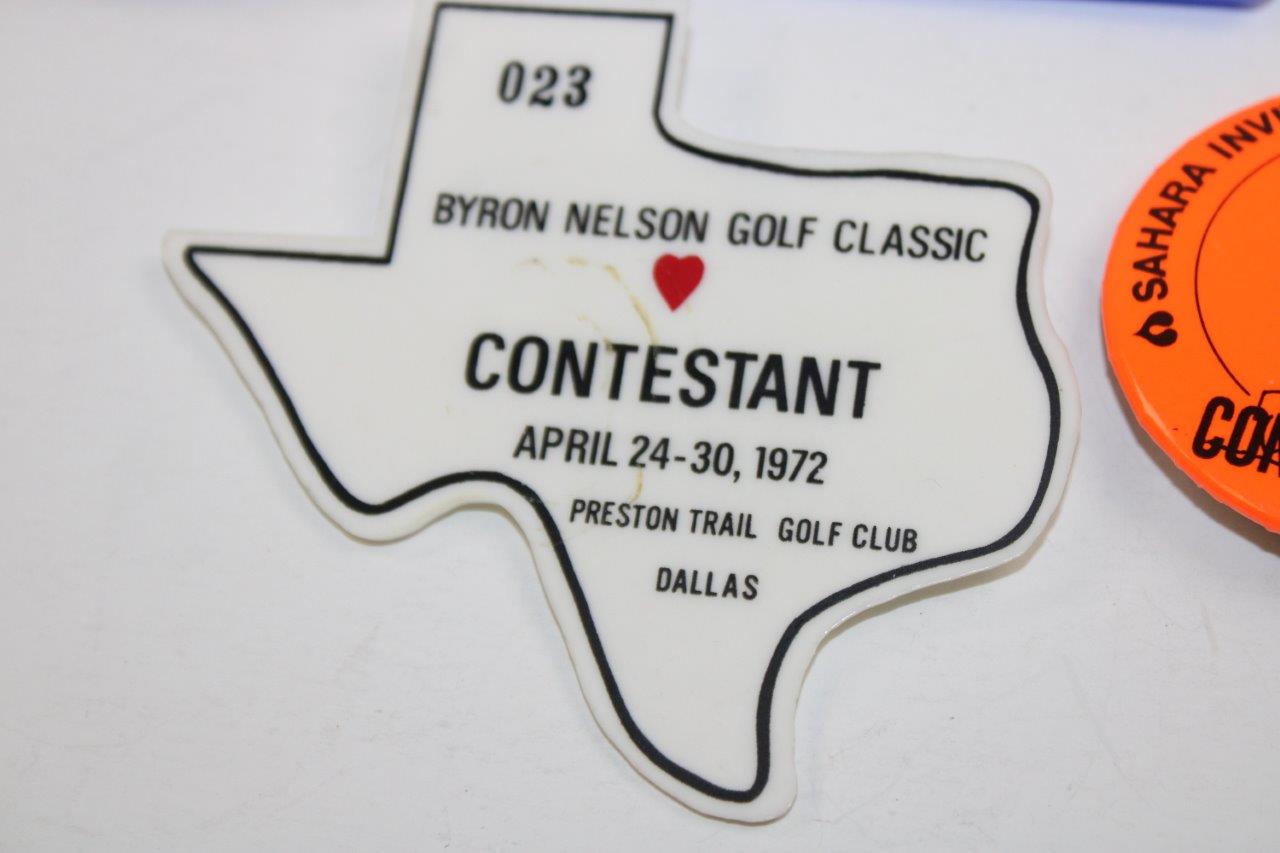 023
BYRON NELSON GOLF CLASSIC
CONTESTANT
APRIL 24-30, 1972
PRESTON TRAIL GOLF CLUB
DALLAS
SAHARA